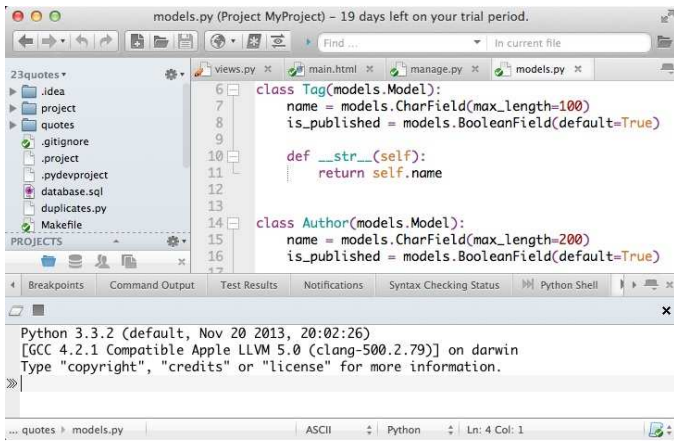 models.py (Project MyProject) – 19 days left on your trial period.
Find ...
In current file
23quotes
views.py
main.html
manage.py
models.py
.idea
project
quotes
.gitignore
.project
.pydevproject
database.sql
duplicates.py
Makefile
PROJECTS
6 class Tag(models.Model):
7 name = models.CharField(max_length=100)
8 is_published = models.BooleanField(default=True)
9
10 def __str__(self):
11 return self.name
12
13
14 class Author(models.Model):
15 name = models.CharField(max_length=200)
16 is_published = models.BooleanField(default=True)
17
Breakpoints Command Output Test Results Notifications Syntax Checking Status Python Shell
Python 3.3.2 (default, Nov 20 2013, 20:02:26)
[GCC 4.2.1 Compatible Apple LLVM 5.0 (clang-500.2.79)] on darwin
Type "copyright", "credits" or "license" for more information.
... quotes models.py ASCII Python Ln: 4 Col: 1